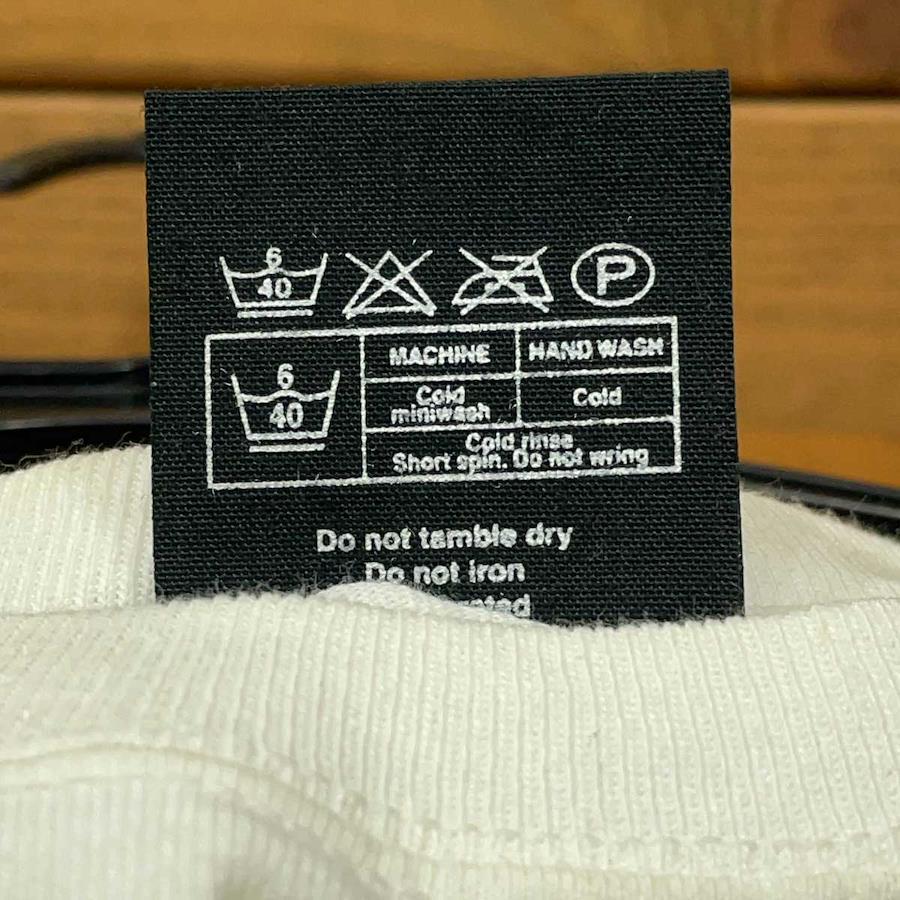 6
40
P
6
40
MACHINE
HAND WASH
Cold
miniwash
Cold
Cold rinse
Short spin. Do not wring
Do not tamble dry
Do not iron